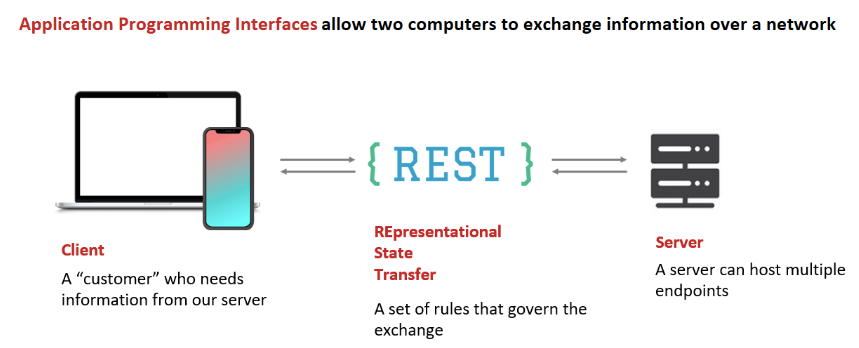 Application Programming Interfaces allow two computers to exchange information over a network
{ REST }
Client
A “customer” who needs
information from our server
REpresentational
State
Transfer
A set of rules that govern the
exchange
Server
A server can host multiple
endpoints